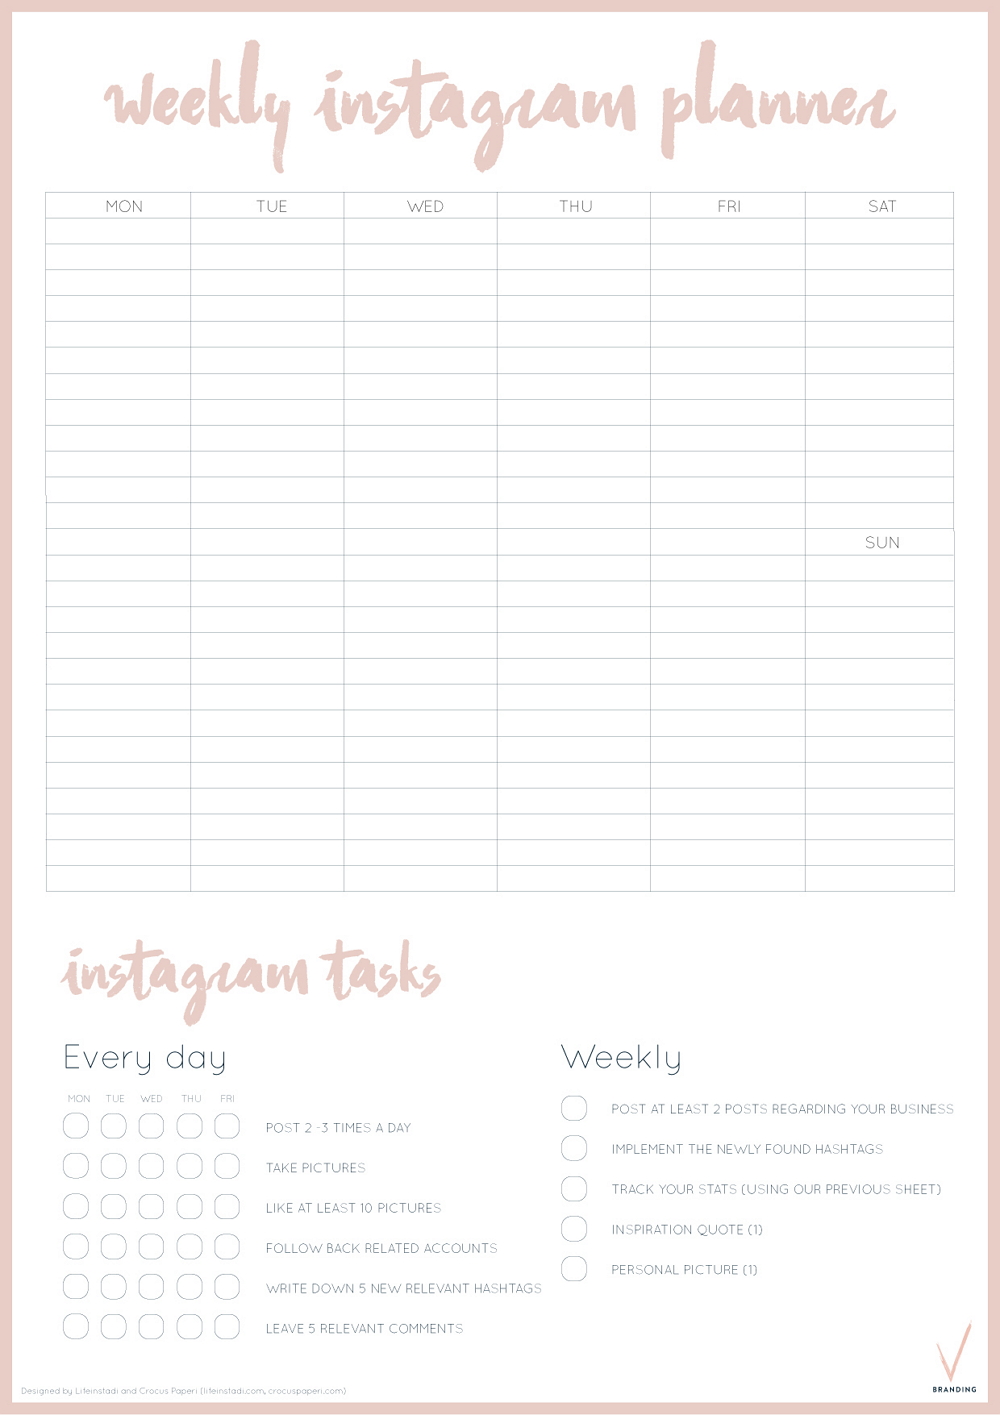 weekly instagram planner
MON TUE WED THU FRI SAT
SUN
instagram tasks
Every day
MON TUE WED THU FRI
POST 2 -3 TIMES A DAY
TAKE PICTURES
LIKE AT LEAST 10 PICTURES
FOLLOW BACK RELATED ACCOUNTS
WRITE DOWN 5 NEW RELEVANT HASHTAGS
LEAVE 5 RELEVANT COMMENTS
Weekly
POST AT LEAST 2 POSTS REGARDING YOUR BUSINESS
IMPLEMENT THE NEWLY FOUND HASHTAGS
TRACK YOUR STATS (USING OUR PREVIOUS SHEET)
INSPIRATION QUOTE (1)
PERSONAL PICTURE (1)
Designed by Liteinstadi and Crocus Paperi (liteinstadi.com, crocuspaperi.com)
V
BRANDING